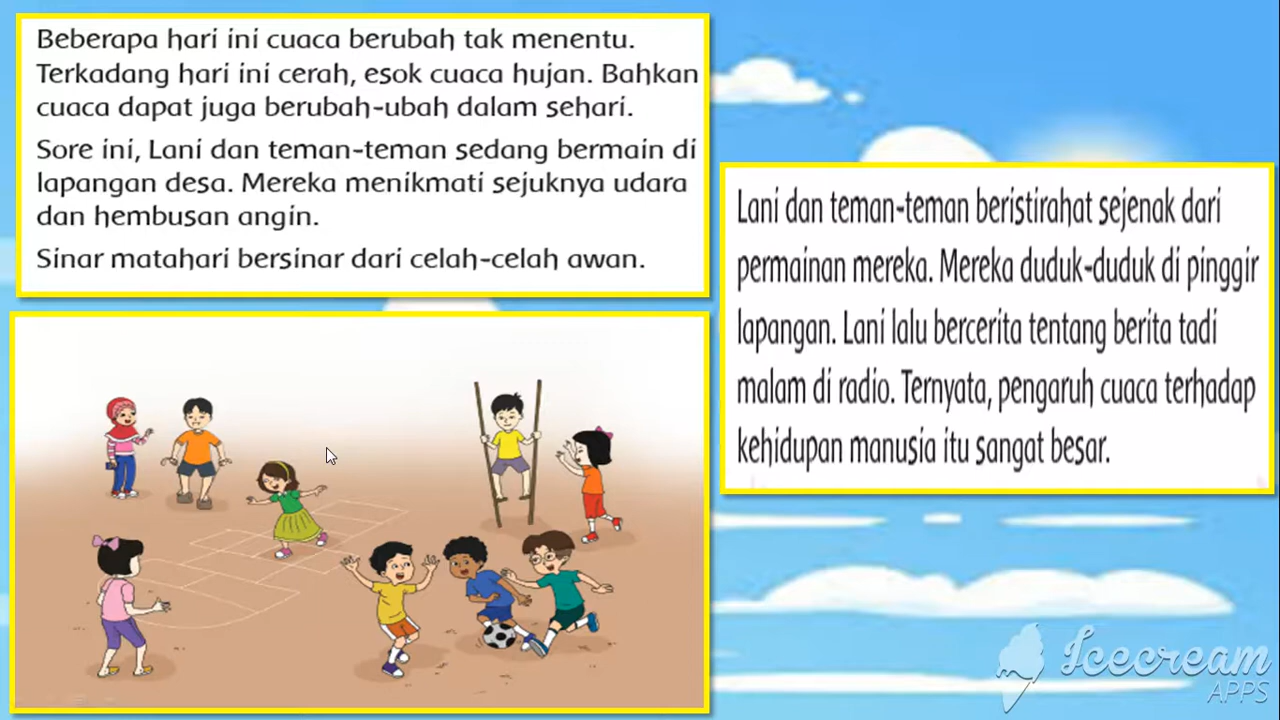 Beberapa hari ini cuaca berubah tak menentu.
Terkadang hari ini cerah, esok cuaca hujan. Bahkan
cuaca dapat juga berubah-ubah dalam sehari.
Sore ini, Lani dan teman-teman sedang bermain di
lapangan desa. Mereka menikmati sejuknya udara
dan hembusan angin.
Sinar matahari bersinar dari celah-celah awan.
Lani dan teman-teman beristirahat sejenak dari
permainan mereka. Mereka duduk-duduk di pinggir
lapangan. Lani lalu bercerita tentang berita tadi
malam di radio. Ternyata, pengaruh cuaca terhadap
kehidupan manusia itu sangat besar.
Icecream
APPS